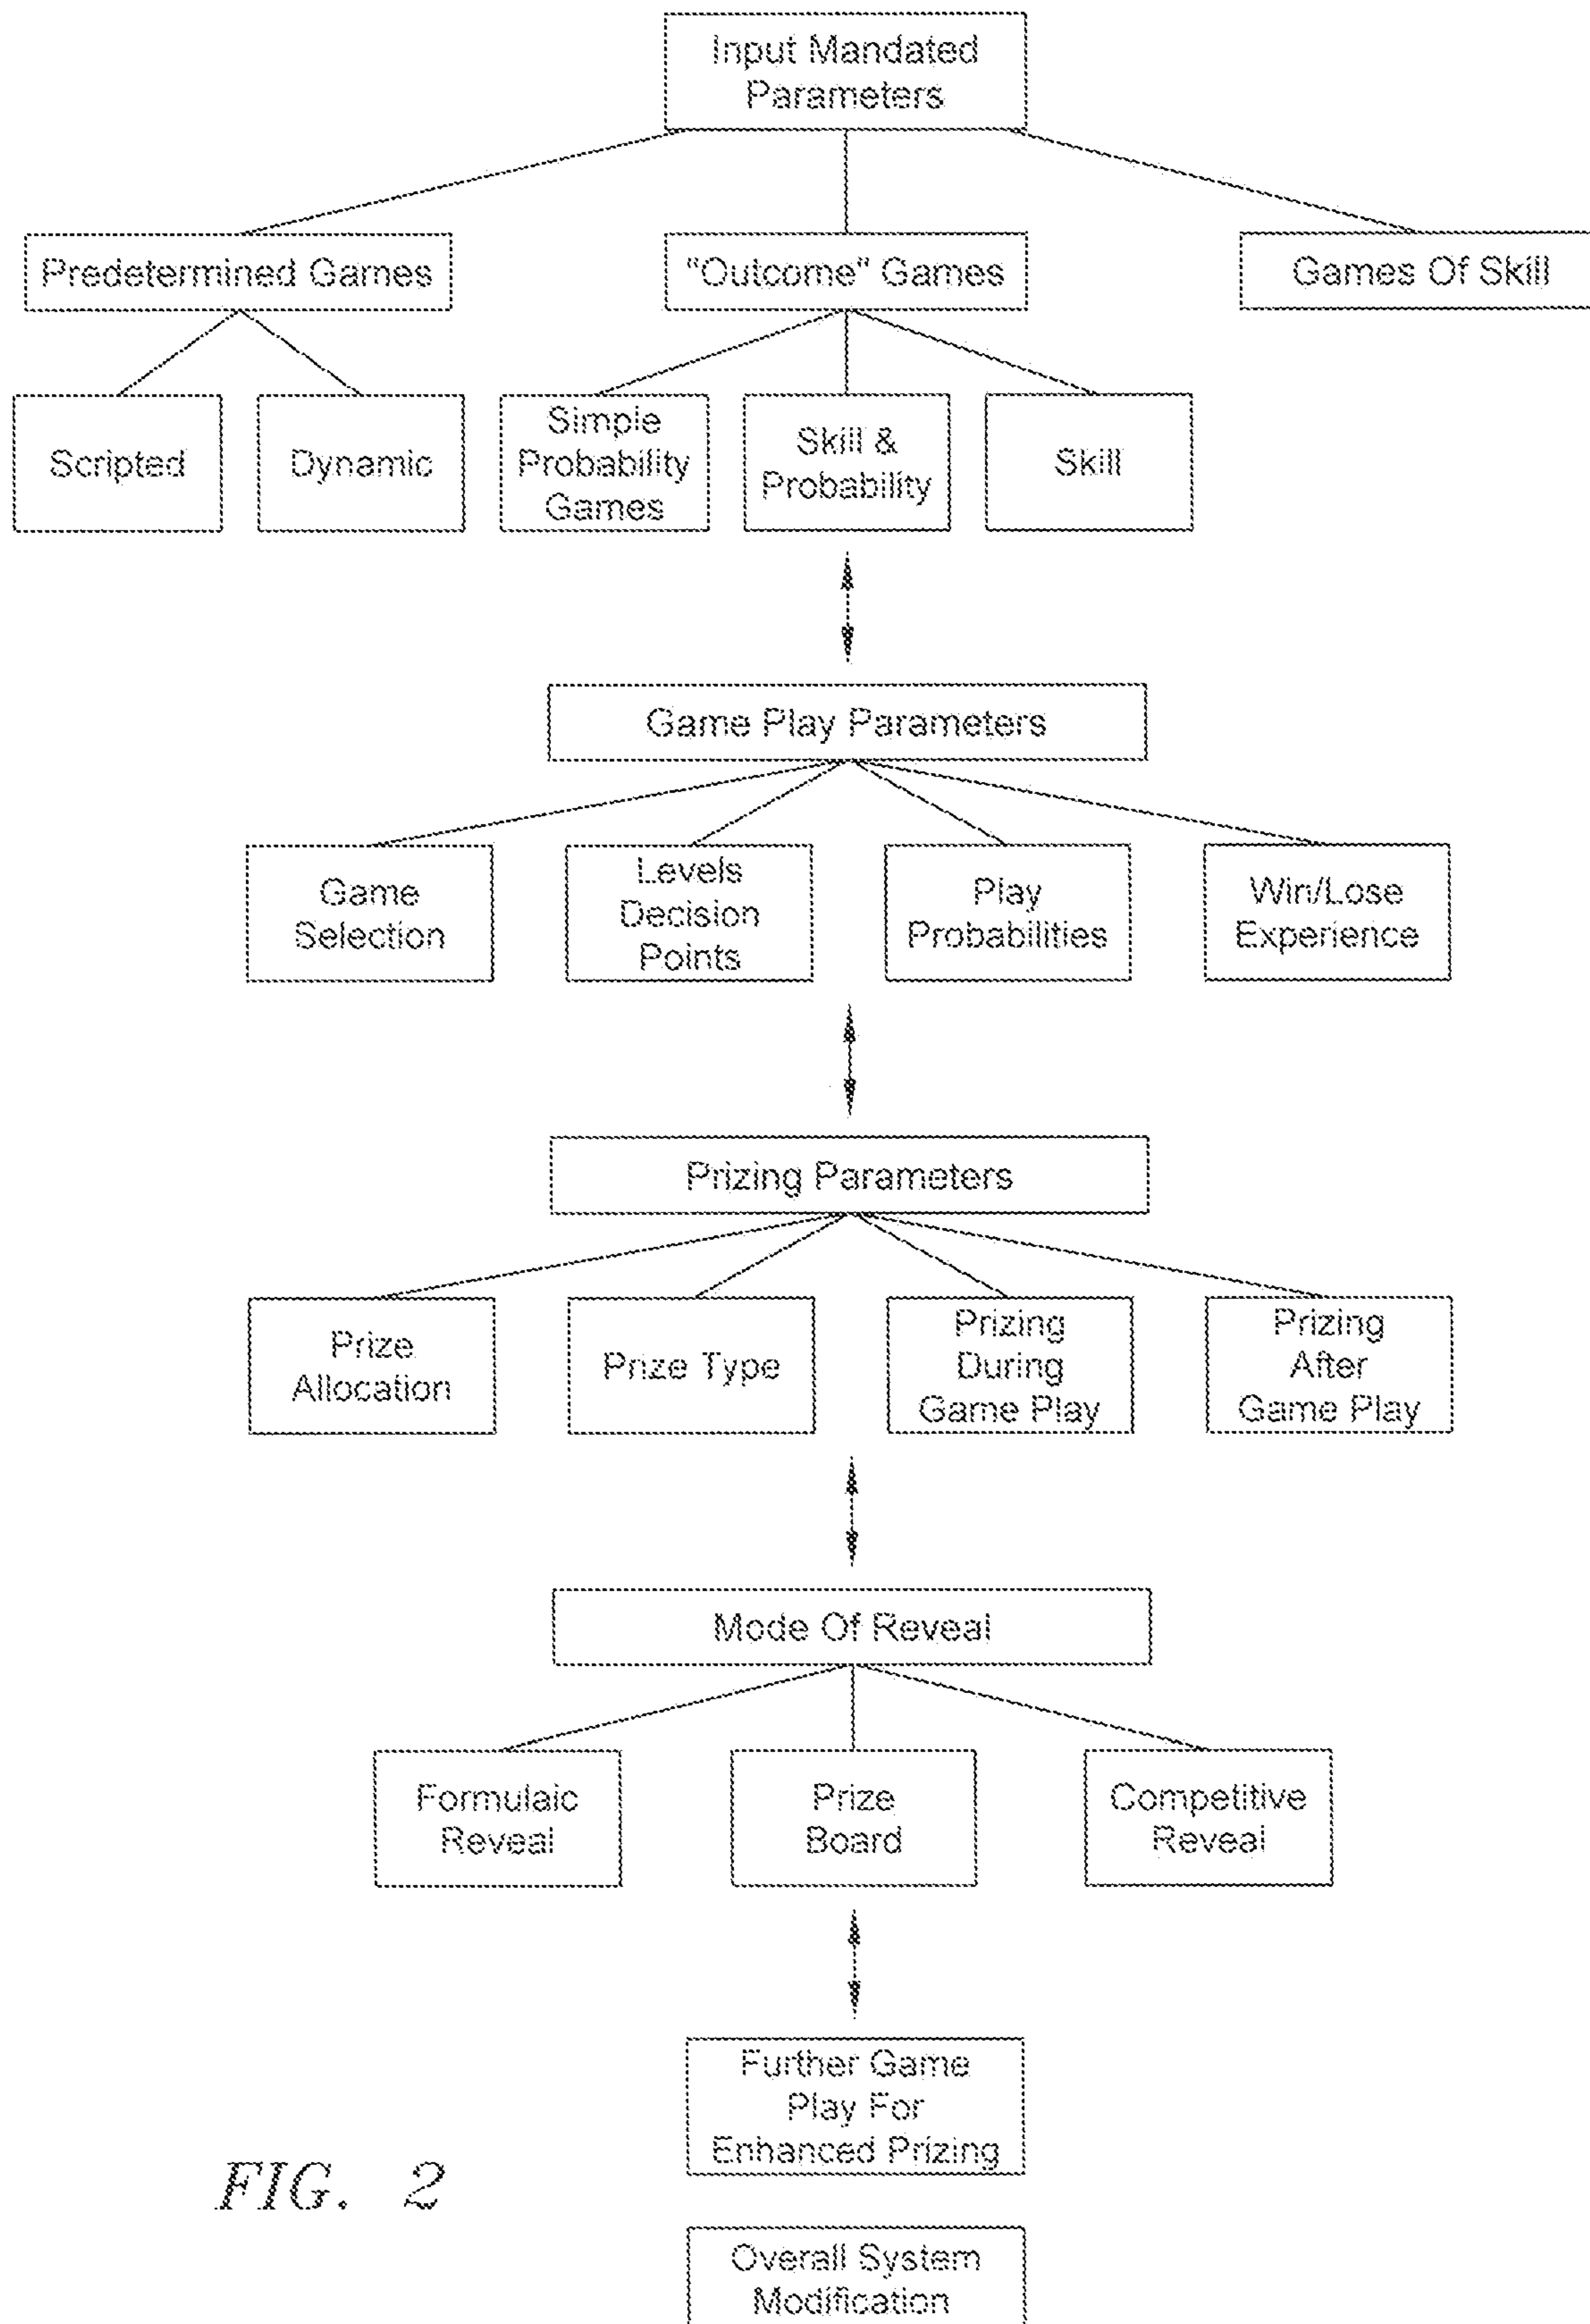 Input Mandated
Parameters
Predetermined Games
"Outcome" Games
Games Of Skill
Scripted
Dynamic
Simple
Probability
Games
Skill &
Probability
Skill
Game Play Parameters
Game
Selection
Levels
Decision
Points
Play
Probabilities
Win/Lose
Experience
Prizing Parameters
Prize
Allocation
Prize Type
Prizing
During
Game Play
Prizing
After
Game Play
Mode Of Reveal
Formulaic
Reveal
Prize
Board
Competitive
Reveal
Further Game
Play For
Enhanced Prizing
FIG. 2
Overall System
Modification